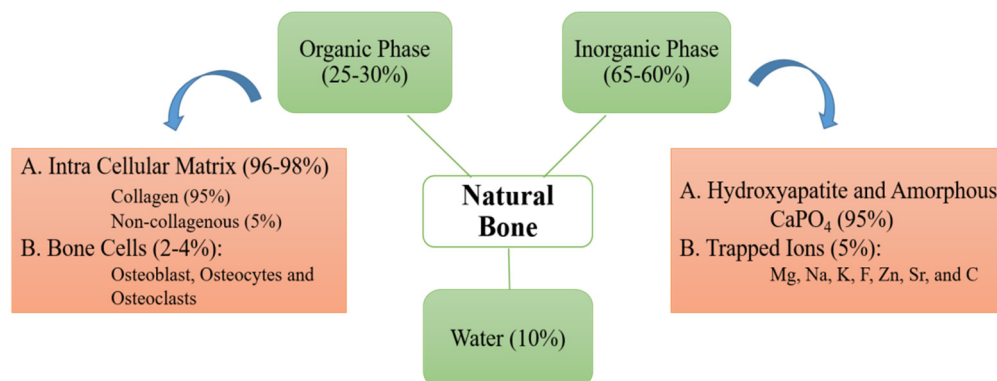 Organic Phase
(25-30%)
Inorganic Phase
(65-60%)
A. Intra Cellular Matrix (96-98%)
Collagen (95%)
Non-collagenous (5%)
B. Bone Cells (2-4%):
Osteoblast, Osteocytes and
Osteoclasts
Natural
Bone
A. Hydroxyapatite and Amorphous
CaPO₄ (95%)
B. Trapped Ions (5%):
Mg, Na, K, F, Zn, Sr, and C
Water (10%)